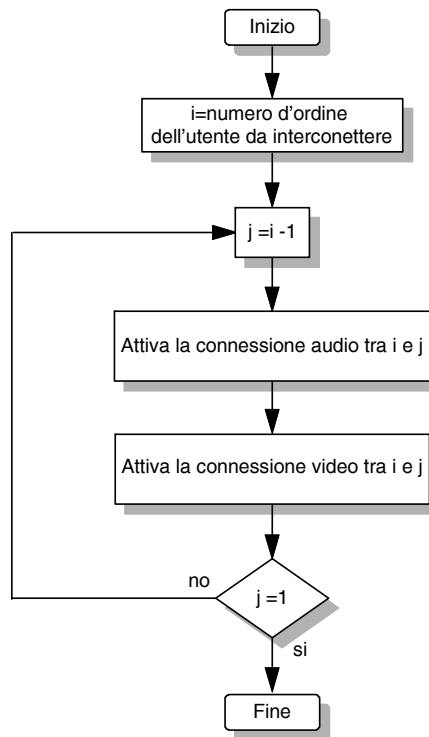 Inizio
i=numero d'ordine
dell'utente da interconettere
j =i -1
Attiva la connessione audio tra i e j
Attiva la connessione video tra i e j
no
j =1
si
Fine